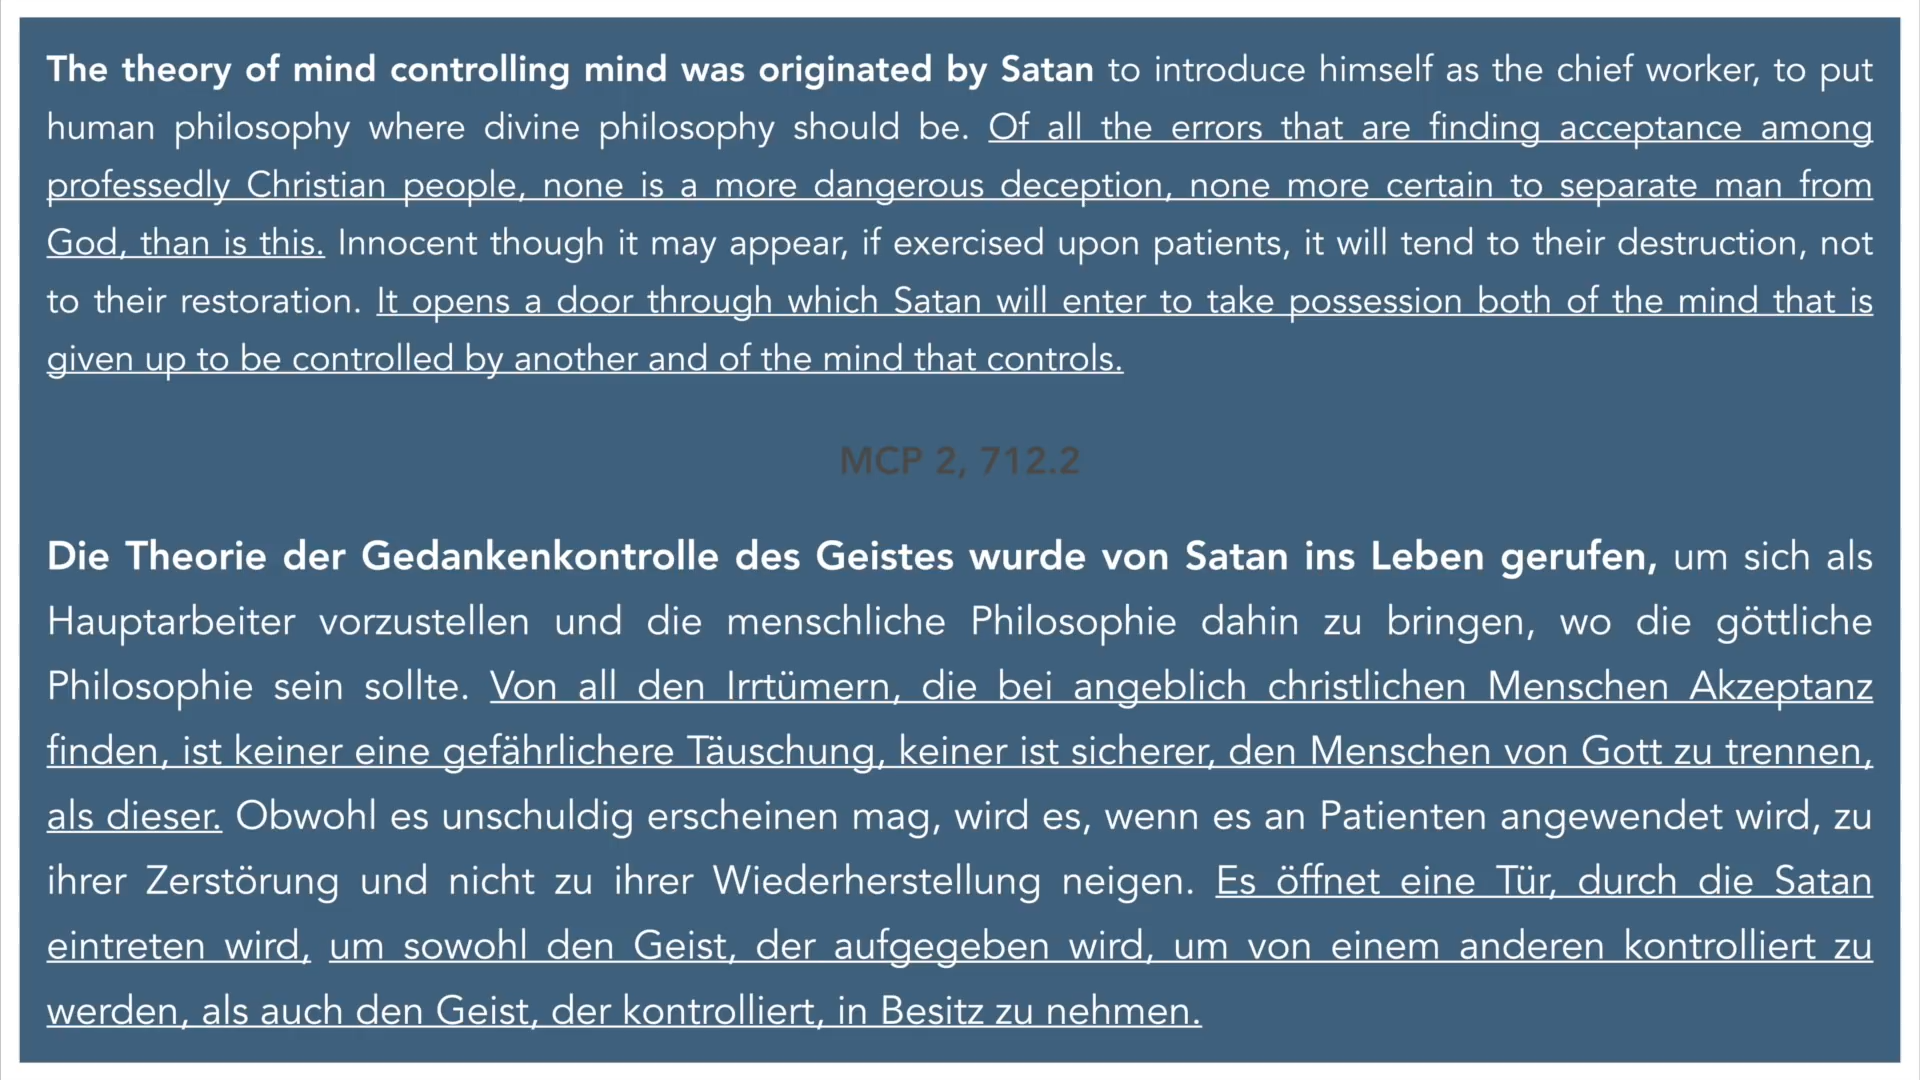 The theory of mind controlling mind was originated by Satan to introduce himself as the chief worker, to put
human philosophy where divine philosophy should be. Of all the errors that are finding acceptance among
professedly Christian people, none is a more dangerous deception, none more certain to separate man from
God, than is this. Innocent though it may appear, if exercised upon patients, it will tend to their destruction, not
to their restoration. It opens a door through which Satan will enter to take possession both of the mind that is
given up to be controlled by another and of the mind that controls.
MCP 2, 712.2
Die Theorie der Gedankenkontrolle des Geistes wurde von Satan ins Leben gerufen, um sich als
Hauptarbeiter vorzustellen und die menschliche Philosophie dahin zu bringen, wo die göttliche
Philosophie sein sollte. Von all den Irrtümern, die bei angeblich christlichen Menschen Akzeptanz
finden, ist keiner eine gefährlichere Täuschung, keiner ist sicherer, den Menschen von Gott zu trennen,
als dieser. Obwohl es unschuldig erscheinen mag, wird es, wenn es an Patienten angewendet wird, zu
ihrer Zerstörung und nicht zu ihrer Wiederherstellung neigen. Es öffnet eine Tür, durch die Satan
eintreten wird, um sowohl den Geist, der aufgegeben wird, um von einem anderen kontrolliert zu
werden, als auch den Geist, der kontrolliert, in Besitz zu nehmen.